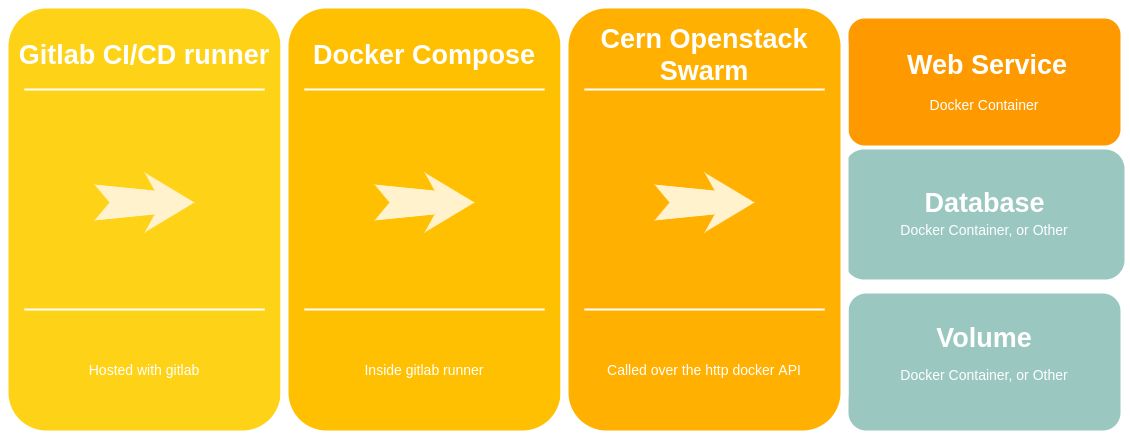 Gitlab CI/CD runner
Hosted with gitlab
Docker Compose
Inside gitlab runner
Cern Openstack
Swarm
Called over the http docker API
Web Service
Docker Container
Database
Docker Container, or Other
Volume
Docker Container, or Other